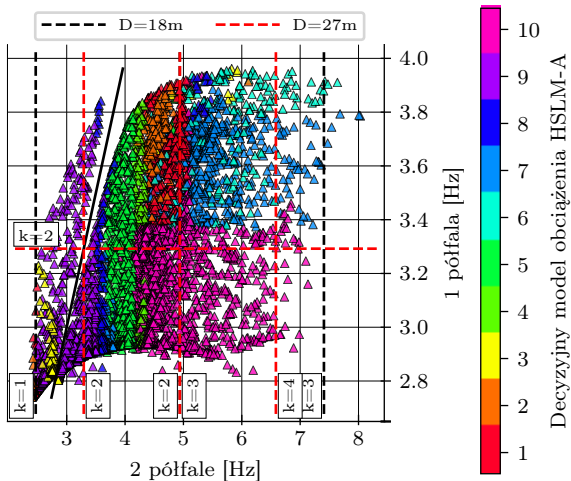 D=18m D=27m
4.0
3.8
3.6
3.4
3.2
3.0
2.8
1 półfala [Hz]
k=2
k=1
k=2
k=2
k=3
k=4
k=3
3 4 5 6 7 8
2 półfale [Hz]
10
9
8
7
6
5
4
3
2
1
Decyzyjny model obciążenia HSLM-A